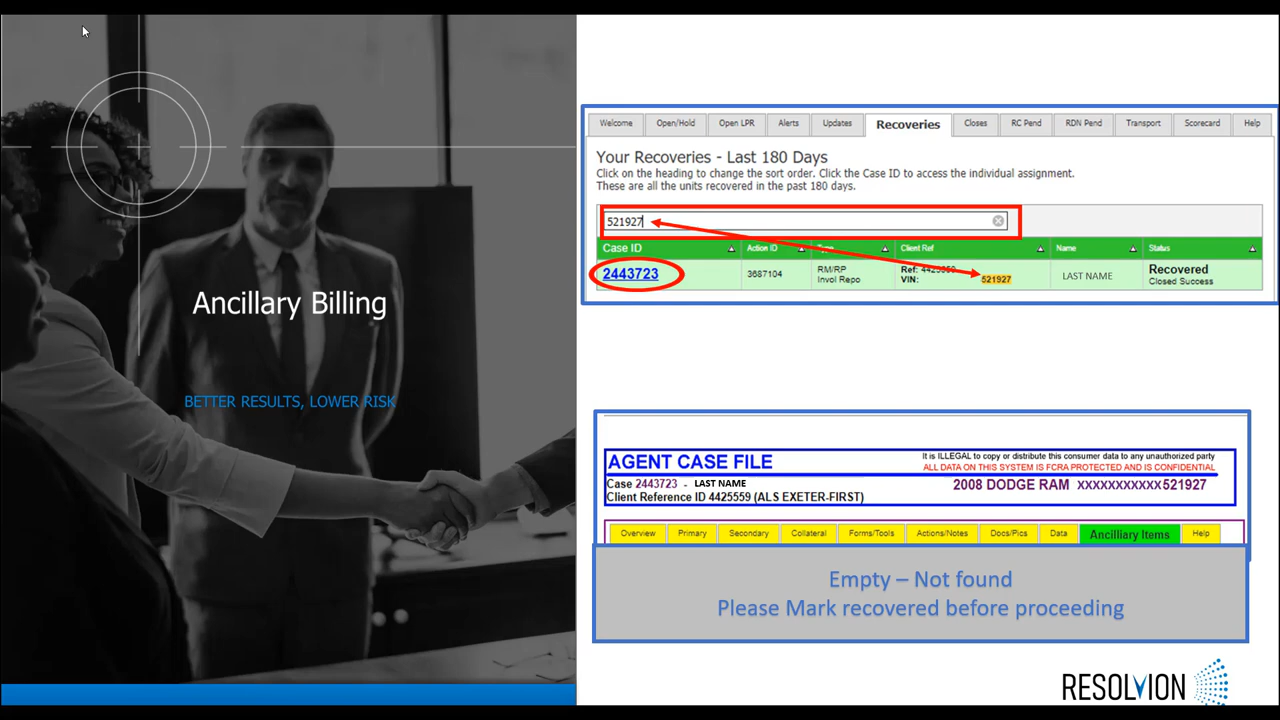 Ancillary Billing
BETTER RESULTS, LOWER RISK
Welcome Open/Hold Open LPR Alerts Updates Recoveries Closes RC Pend RDN Pend Transport Scorecard Help
Your Recoveries - Last 180 Days
Click on the heading to change the sort order. Click the Case ID to access the individual assignment.
These are all the units recovered in the past 180 days.
521927
Case ID Action ID Client Ref Name Status
2443723 3687104 RM/RP Ref: LAST NAME Recovered
Invol Repo VIN: 521927 Closed Success
AGENT CASE FILE It is ILLEGAL to copy or distribute this consumer data to any unauthorized party
ALL DATA ON THIS SYSTEM IS FCRA PROTECTED AND IS CONFIDENTIAL
Case 2443723 - LAST NAME 2008 DODGE RAM XXXXXXXXXXX521927
Client Reference ID 4425559 (ALS EXETER-FIRST)
Overview Primary Secondary Collateral Forms/Tools Actions/Notes Docs/Pics Data Ancilliary Items Help
Empty – Not found
Please Mark recovered before proceeding
RESOLVION